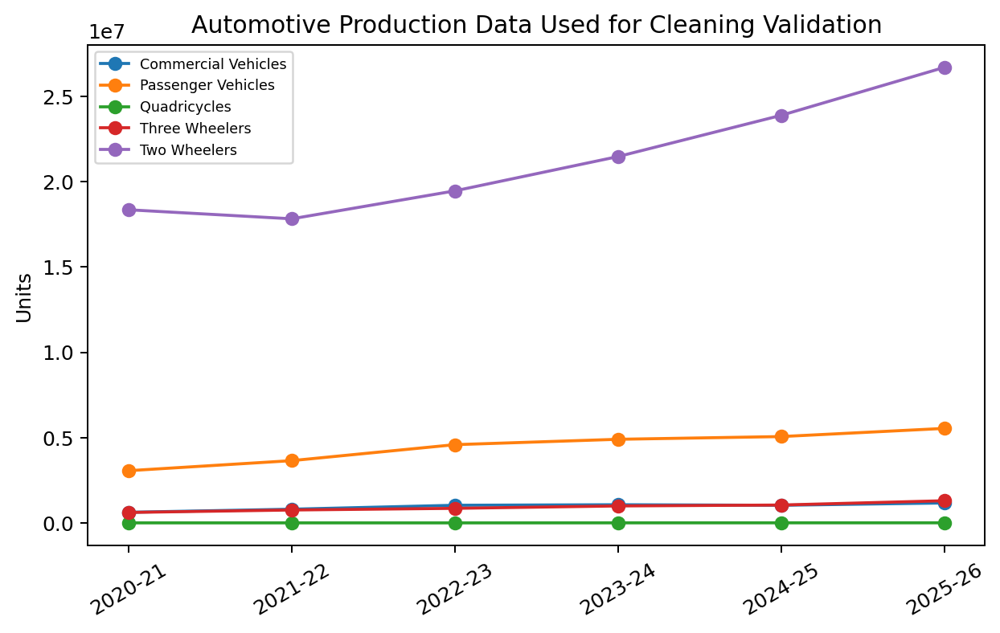 Automotive Production Data Used for Cleaning Validation
1e7
Commercial Vehicles
Passenger Vehicles
Quadricycles
Three Wheelers
Two Wheelers
2.5
2.0
1.5
1.0
0.5
0.0
Units
2020-21
2021-22
2022-23
2023-24
2024-25
2025-26